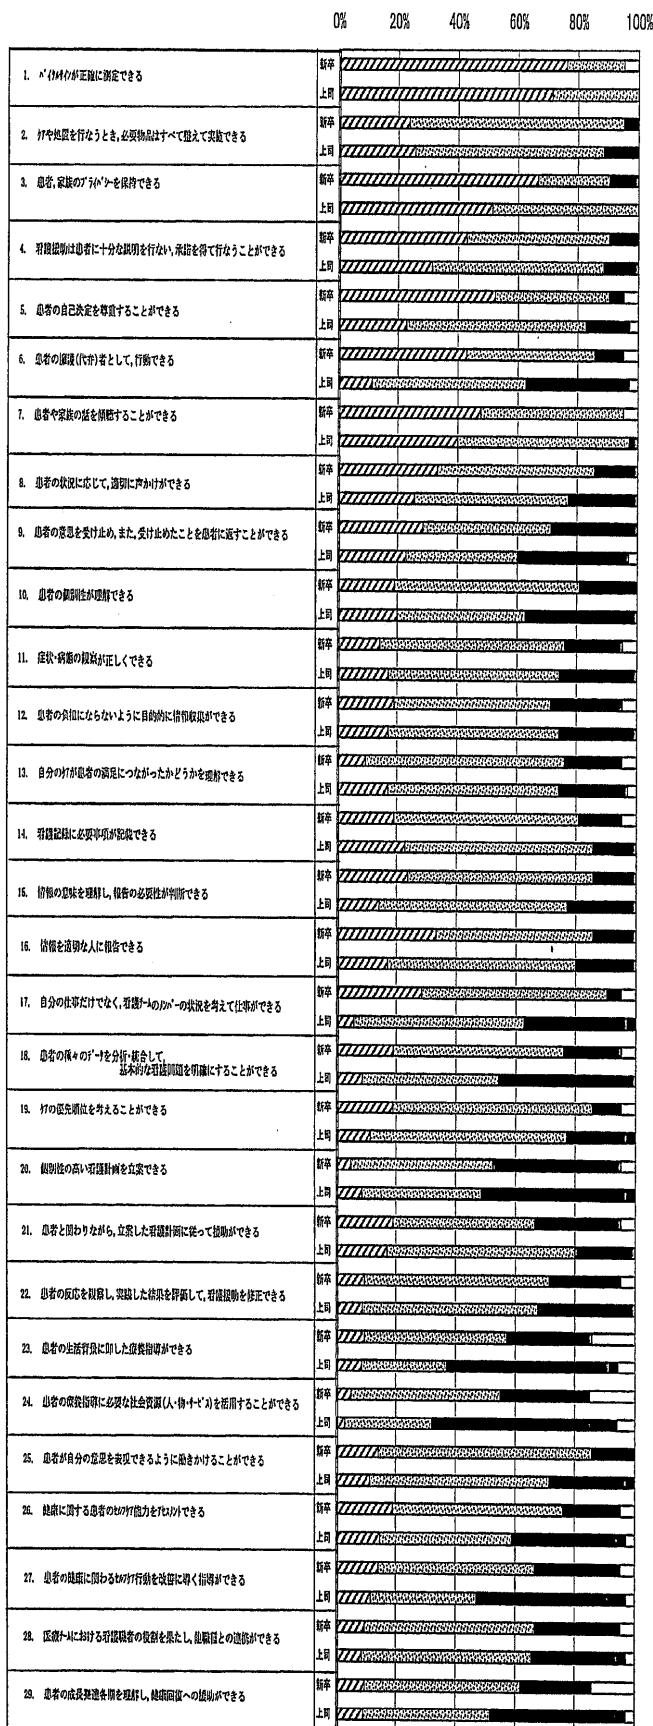 0% 20% 40% 60% 80% 100%
1. ﾊﾞｲﾀﾙｻｲﾝが正確に測定できる
新卒
上司
2. ｹｱや処置を行なうとき,必要物品はすべて整えて実施できる
新卒
上司
3. 患者,家族のﾌﾟﾗｲﾊﾞｼｰを保持できる
新卒
上司
4. 看護援助は患者に十分な説明を行ない,承諾を得て行なうことができる
新卒
上司
5. 患者の自己決定を尊重することができる
新卒
上司
6. 患者の擁護(代弁)者として,行動できる
新卒
上司
7. 患者や家族の話を傾聴することができる
新卒
上司
8. 患者の状況に応じて,適切に声かけができる
新卒
上司
9. 患者の意思を受け止め,また,受け止めたことを患者に返すことができる
新卒
上司
10. 患者の個別性が理解できる
新卒
上司
11. 症状・病態の観察が正しくできる
新卒
上司
12. 患者の負担にならないように目的的に情報収集ができる
新卒
上司
13. 自分のｹｱが患者の満足につながったかどうかを理解できる
新卒
上司
14. 看護記録に必要事項が記載できる
新卒
上司
15. 情報の意味を理解し,報告の必要性が判断できる
新卒
上司
16. 情報を適切な人に報告できる
新卒
上司
17. 自分の仕事だけでなく,看護ﾁｰﾑのﾒﾝﾊﾞｰの状況を考えて仕事ができる
新卒
上司
18. 患者の種々のﾃﾞｰﾀを分析・統合して,
基本的な看護問題を明確にすることができる
新卒
上司
19. ｹｱの優先順位を考えることができる
新卒
上司
20. 個別性の高い看護計画を立案できる
新卒
上司
21. 患者と関わりながら,立案した看護計画に従って援助ができる
新卒
上司
22. 患者の反応を観察し,実践した結果を評価して,看護援助を修正できる
新卒
上司
23. 患者の生活背景に即した療養指導ができる
新卒
上司
24. 患者の療養指導に必要な社会資源(人・物・ｻｰﾋﾞｽ)を活用することができる
新卒
上司
25. 患者が自分の意思を表現できるように働きかけることができる
新卒
上司
26. 健康に関する患者のｾﾙﾌｹｱ能力をｱｾｽﾒﾝﾄできる
新卒
上司
27. 患者の健康に関わるｾﾙﾌｹｱ行動を改善に導く指導ができる
新卒
上司
28. 医療ﾁｰﾑにおける看護職者の役割を果たし,他職種との連携ができる
新卒
上司
29. 患者の成長発達各期を理解し,健康回復への援助ができる
新卒
上司